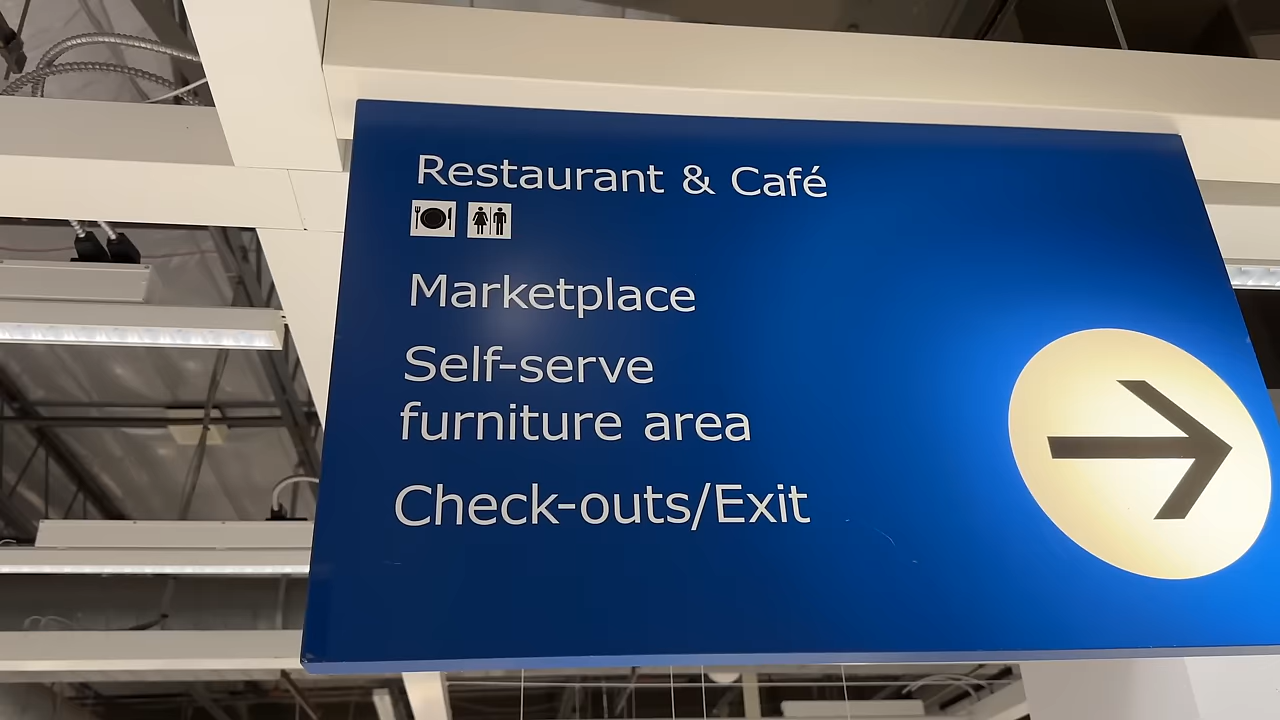 Restaurant & Café
Marketplace
Self-serve
furniture area
Check-outs/Exit